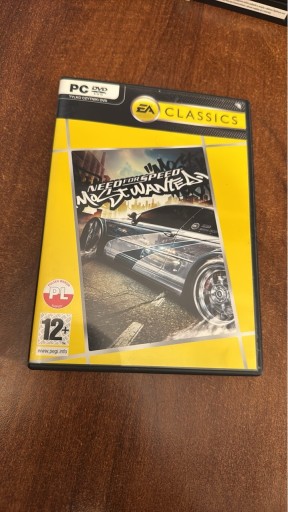 PC DVD
EA CLASSICS
NEED FOR SPEED
MOST WANTED
PL
12+
www.pegi.info